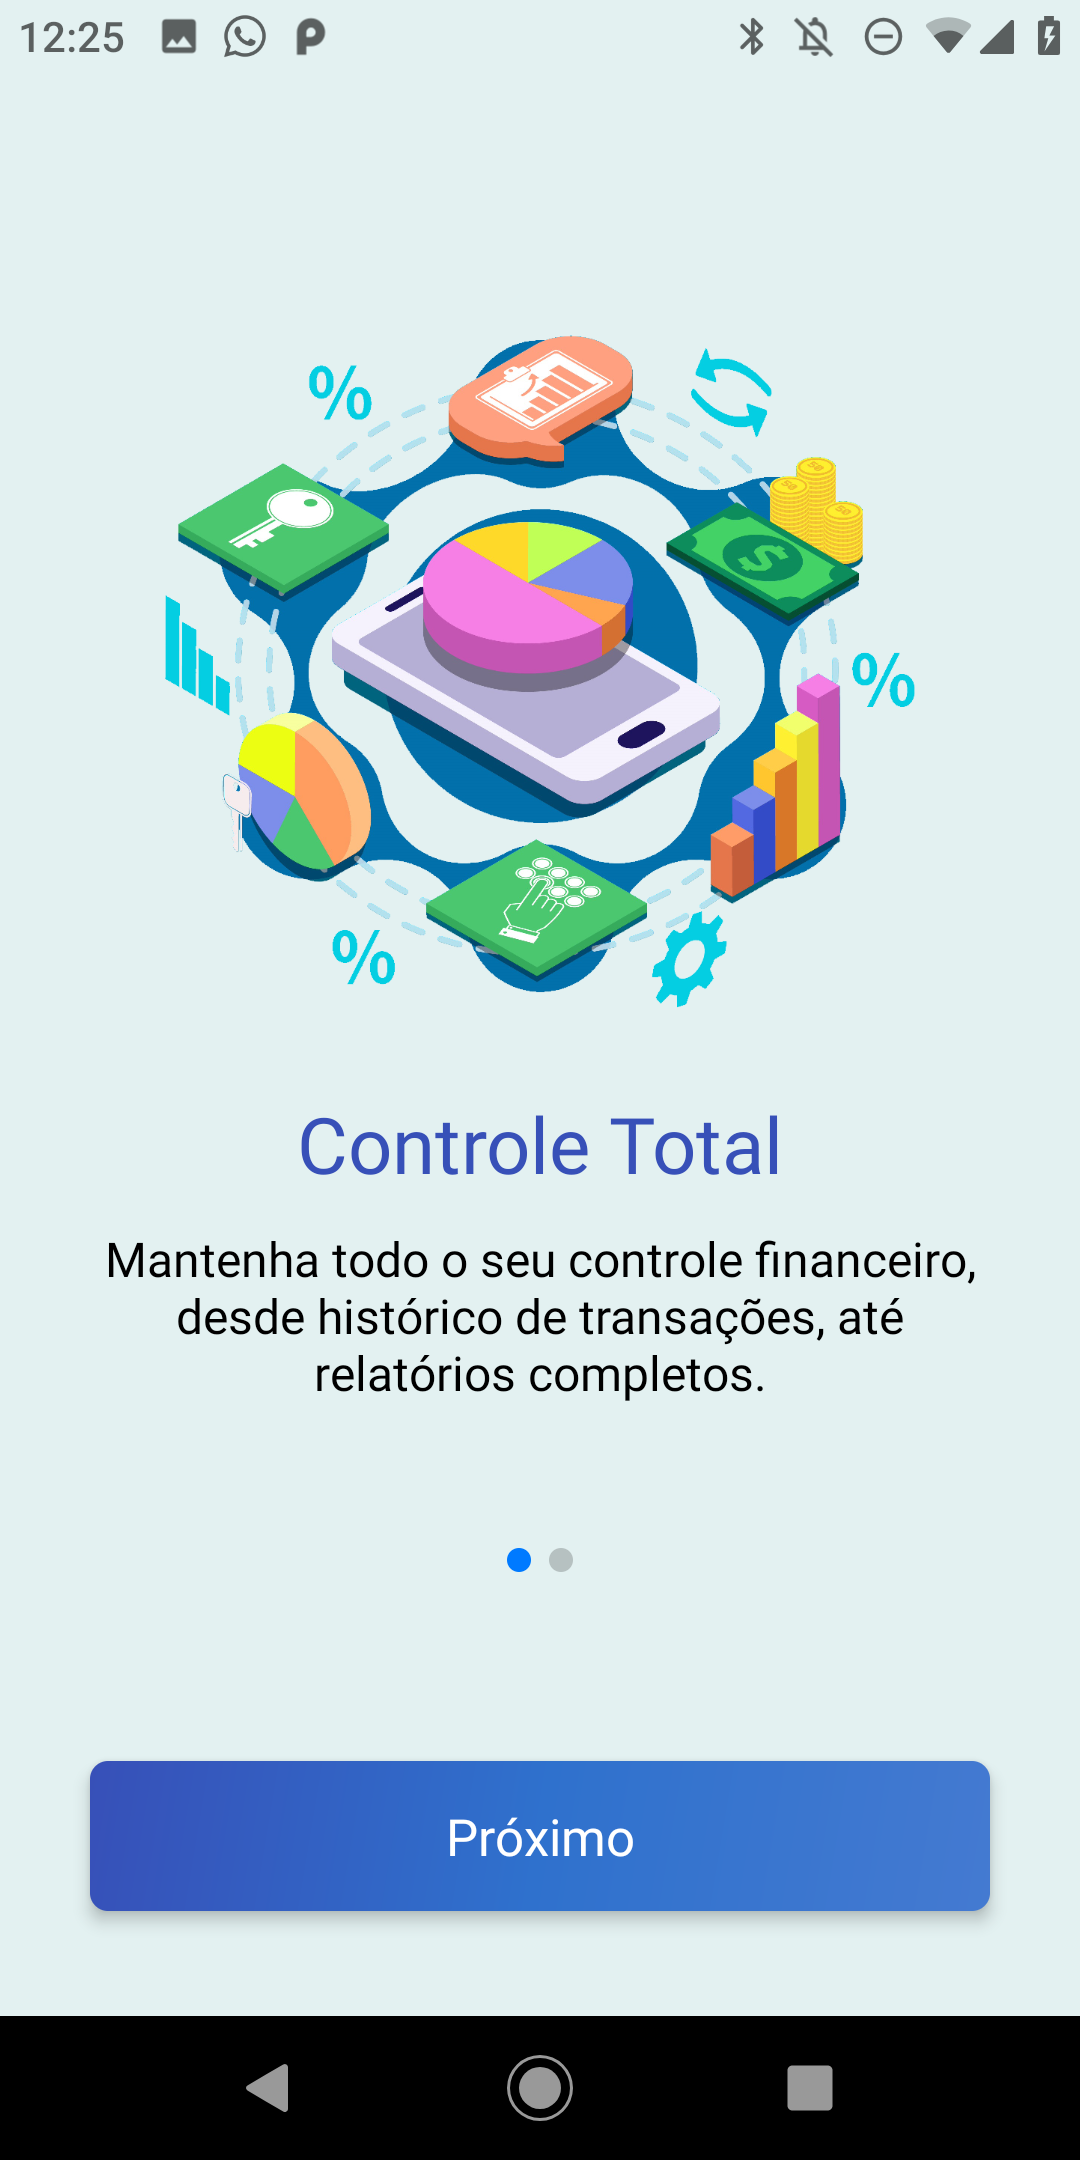 12:25
%
%
%
Controle Total
Mantenha todo o seu controle financeiro,
desde histórico de transações, até
relatórios completos.
Próximo